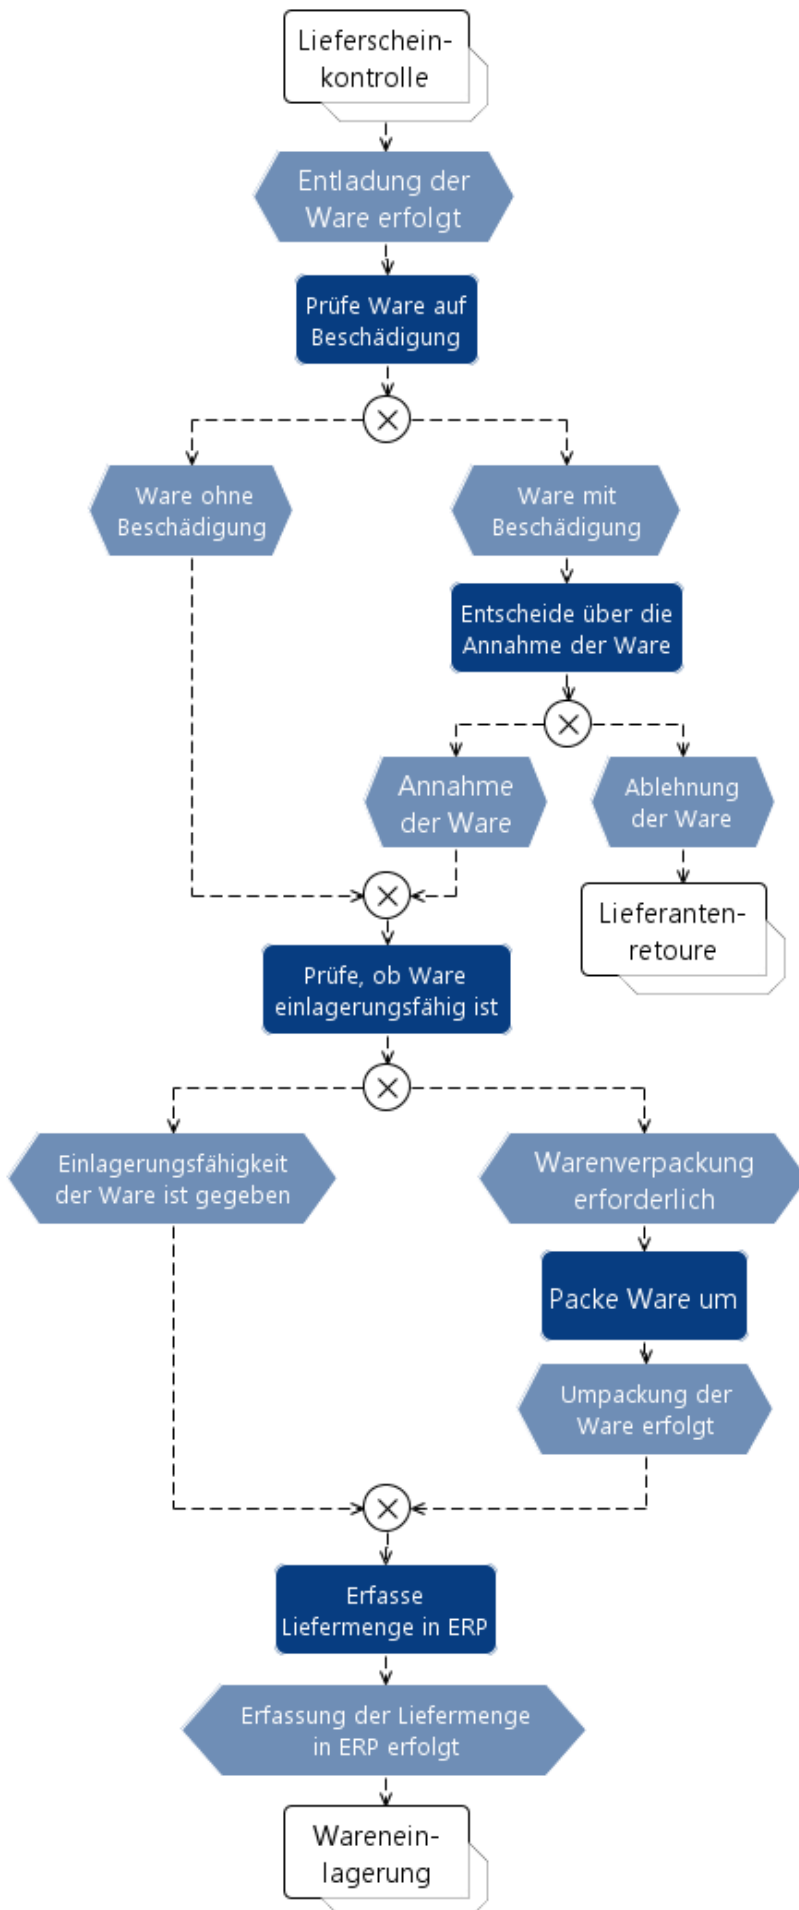 Lieferschein-
kontrolle
Entladung der
Ware erfolgt
Prüfe Ware auf
Beschädigung
Ware ohne
Beschädigung
Ware mit
Beschädigung
Entscheide über die
Annahme der Ware
Annahme
der Ware
Ablehnung
der Ware
Lieferanten-
retoure
Prüfe, ob Ware
einlagerungsfähig ist
Einlagerungsfähigkeit
der Ware ist gegeben
Warenverpackung
erforderlich
Packe Ware um
Umpackung der
Ware erfolgt
Erfasse
Liefermenge in ERP
Erfassung der Liefermenge
in ERP erfolgt
Warenein-
lagerung